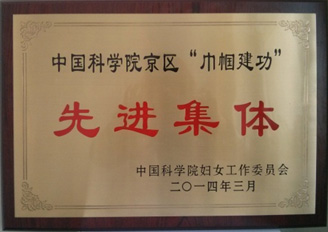 中国科学院京区“巾帼建功”
先进集体
中国科学院妇女工作委员会
二〇一四年三月